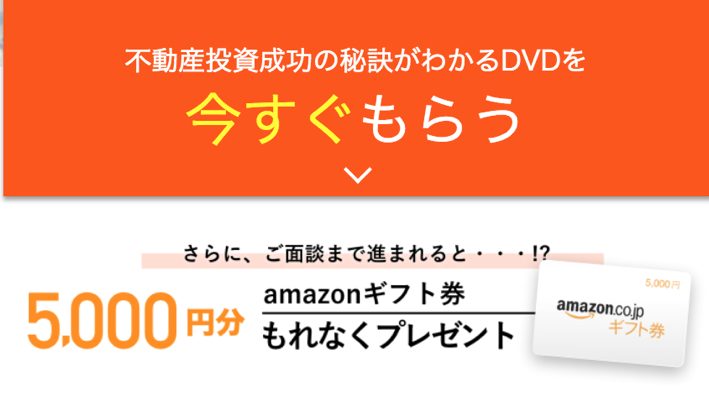 不動産投資成功の秘訣がわかるDVDを
今すぐもらう
さらに、ご面談まで進まれると・・・!?
5,000円分
amazonギフト券
もれなくプレゼント
5,000円
amazon.co.jp
ギフト券